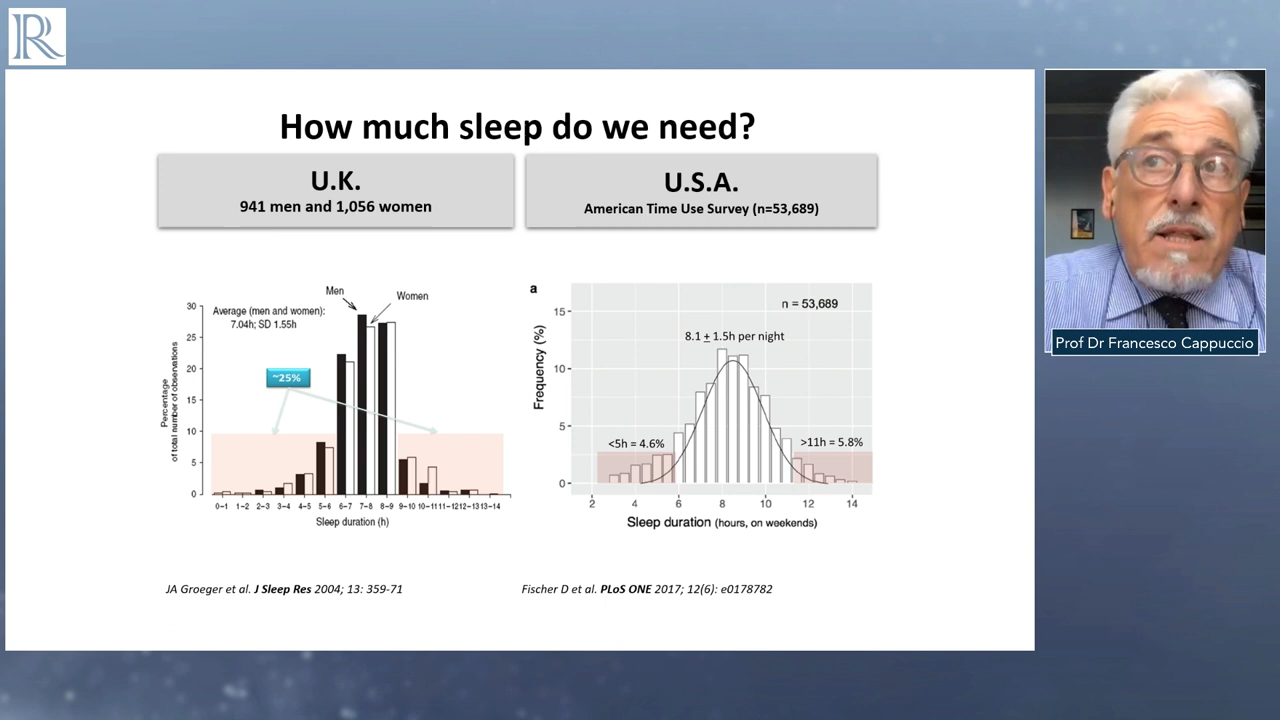 R
How much sleep do we need?
U.K.
941 men and 1,056 women
U.S.A.
American Time Use Survey (n=53,689)
Men
Women
Average (men and women):
7.04h; SD 1.55h
~25%
30
25
20
15
10
5
0
Percentage
of total number of observations
0–1 1–2 2–3 3–4 4–5 5–6 6–7 7–8 8–9 9–10 10–11 11–12 12–13 13–14
Sleep duration (h)
a
n = 53,689
8.1 ± 1.5h per night
<5h = 4.6%
>11h = 5.8%
15
10
5
0
Frequency (%)
2 4 6 8 10 12 14
Sleep duration (hours, on weekends)
JA Groeger et al. J Sleep Res 2004; 13: 359-71
Fischer D et al. PLoS ONE 2017; 12(6): e0178782
Prof Dr Francesco Cappuccio